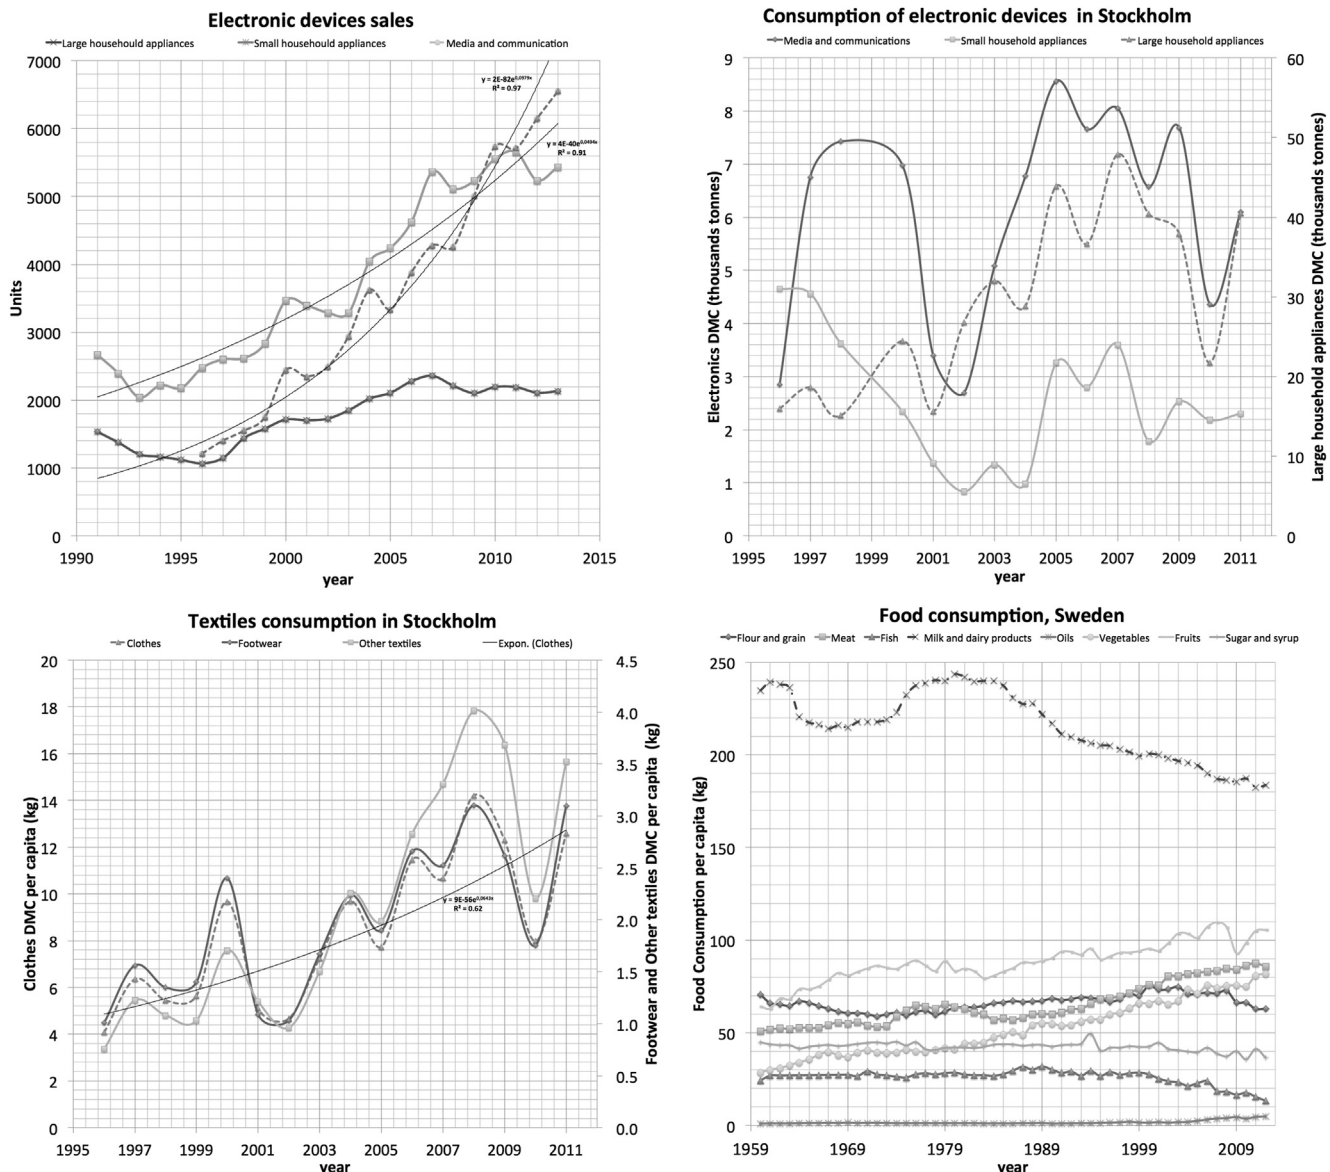 Electronic devices sales
Large househould appliances Small househould appliances Media and communication
7000
6000
5000
4000
3000
2000
1000
0
Units
y = 2E-82e^0,0979x
R² = 0.97
R² = 0.91
1990 1995 2000 2005 2010 2015
year
Consumption of electronic devices in Stockholm
Media and communications Small household appliances Large household appliances
9
8
7
6
5
4
3
2
1
0
Electronics DMC (thousands tonnes)
60
50
40
30
20
10
0
Large household appliances DMC (thousands tonnes)
1995 1997 1999 2001 2003 2005 2007 2009 2011
year
Textiles consumption in Stockholm
Clothes Footwear Other textiles Expon. (Clothes)
20
18
16
14
12
10
8
6
4
2
0
Clothes DMC per capita (kg)
4.5
4.0
3.5
3.0
2.5
2.0
1.5
1.0
0.5
0.0
Footwear and Other textiles DMC per capita (kg)
R² = 0.62
1995 1997 1999 2001 2003 2005 2007 2009 2011
year
Food consumption, Sweden
Flour and grain Meat Fish Milk and dairy products Oils Vegetables Fruits Sugar and syrup
250
200
150
100
50
0
Food Consumption per capita (kg)
1959 1969 1979 1989 1999 2009
year